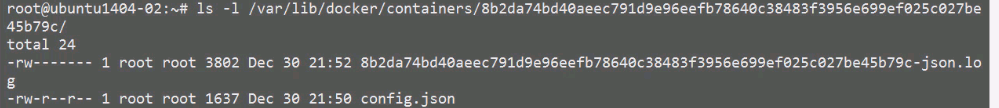 root@ubuntu1404-02:~# ls -l /var/lib/docker/containers/8b2da74bd40aeec791d9e96eefb78640c38483f3956e699ef025c027be
45b79c/
total 24
-rw------- 1 root root 3802 Dec 30 21:52 8b2da74bd40aeec791d9e96eefb78640c38483f3956e699ef025c027be45b79c-json.lo
g
-rw-r--r-- 1 root root 1637 Dec 30 21:50 config.json